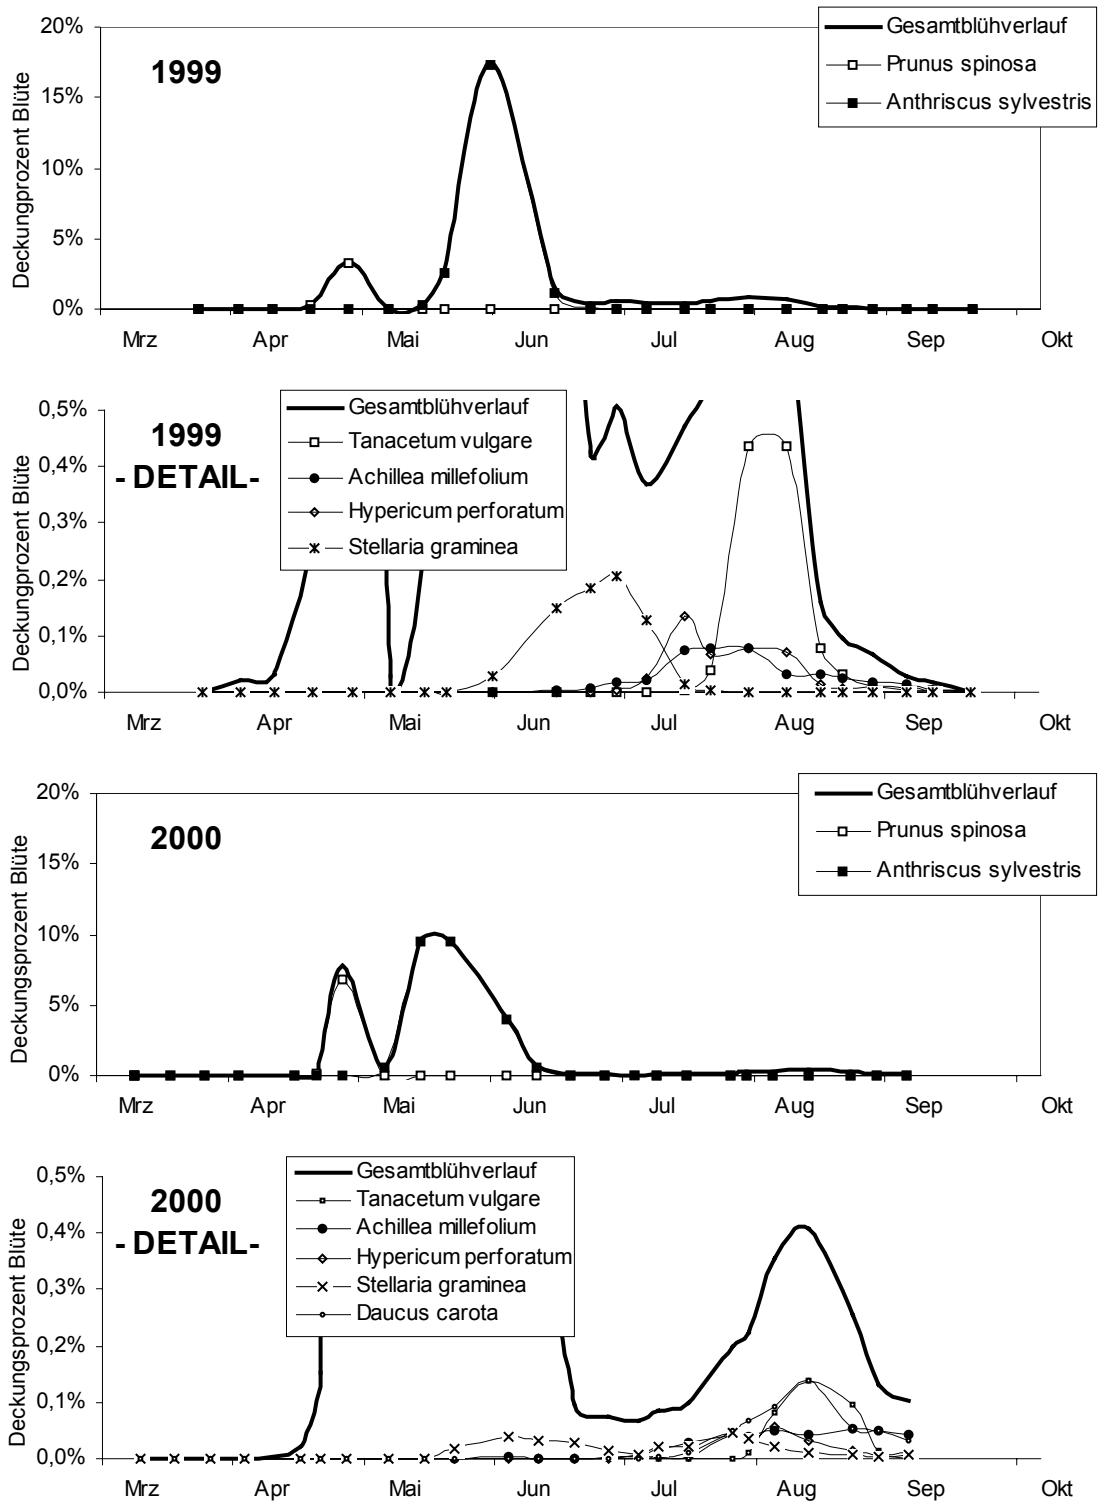 20%
15%
10%
5%
0%
Deckungprozent Blüte
1999
Gesamtblühverlauf
Prunus spinosa
Anthriscus sylvestris
Mrz Apr Mai Jun Jul Aug Sep Okt
0,5%
0,4%
0,3%
0,2%
0,1%
0,0%
Deckungprozent Blüte
1999
- DETAIL-
Gesamtblühverlauf
Tanacetum vulgare
Achillea millefolium
Hypericum perforatum
Stellaria graminea
Mrz Apr Mai Jun Jul Aug Sep Okt
20%
15%
10%
5%
0%
Deckungsprozent Blüte
2000
Gesamtblühverlauf
Prunus spinosa
Anthriscus sylvestris
Mrz Apr Mai Jun Jul Aug Sep Okt
0,5%
0,4%
0,3%
0,2%
0,1%
0,0%
Deckungsprozent Blüte
2000
- DETAIL-
Gesamtblühverlauf
Tanacetum vulgare
Achillea millefolium
Hypericum perforatum
Stellaria graminea
Daucus carota
Mrz Apr Mai Jun Jul Aug Sep Okt